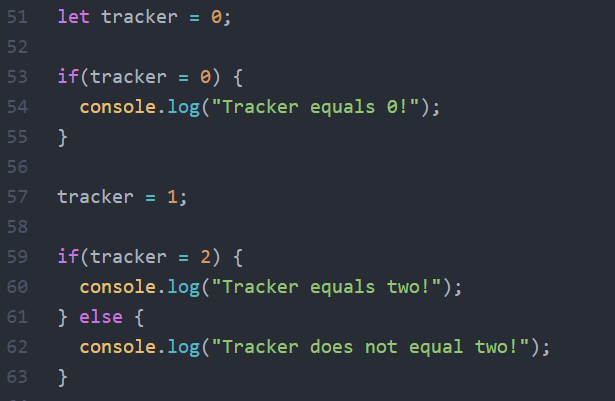 51 let tracker = 0;
52
53 if(tracker = 0) {
54   console.log("Tracker equals 0!");
55 }
56
57 tracker = 1;
58
59 if(tracker = 2) {
60   console.log("Tracker equals two!");
61 } else {
62   console.log("Tracker does not equal two!");
63 }